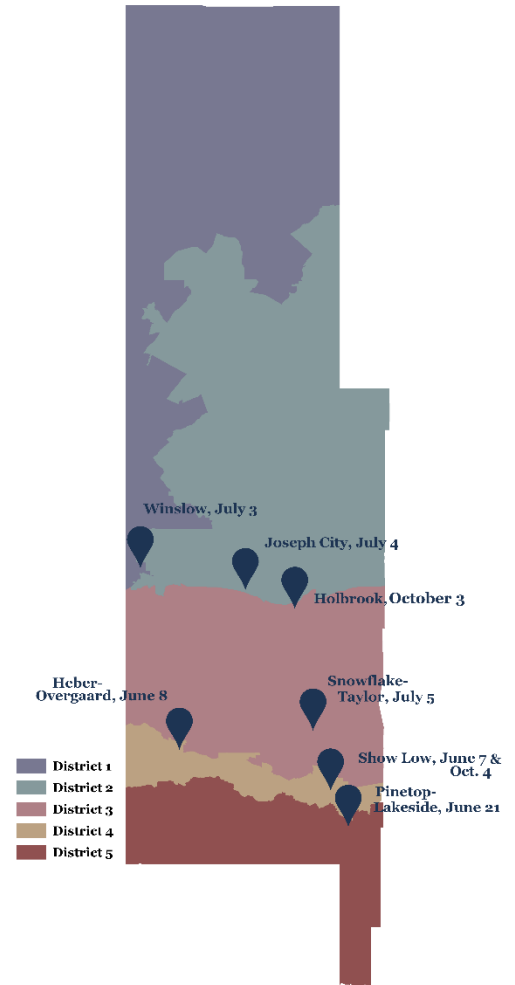 Winslow, July 3
Joseph City, July 4
Holbrook, October 3
Heber-
Overgaard, June 8
Snowflake-
Taylor, July 5
Show Low, June 7 &
Oct. 4
Pinetop-
Lakeside, June 21
District 1
District 2
District 3
District 4
District 5